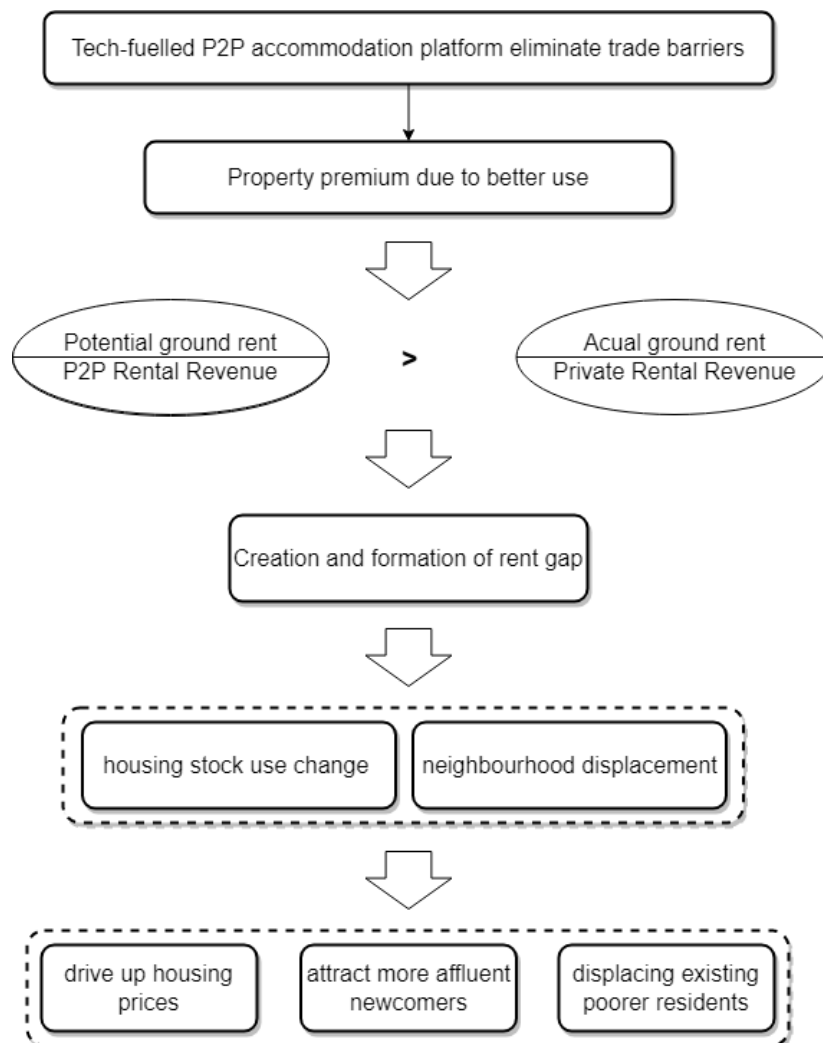 Tech-fuelled P2P accommodation platform eliminate trade barriers
Property premium due to better use
Potential ground rent
P2P Rental Revenue
>
Acual ground rent
Private Rental Revenue
Creation and formation of rent gap
housing stock use change
neighbourhood displacement
drive up housing
prices
attract more affluent
newcomers
displacing existing
poorer residents